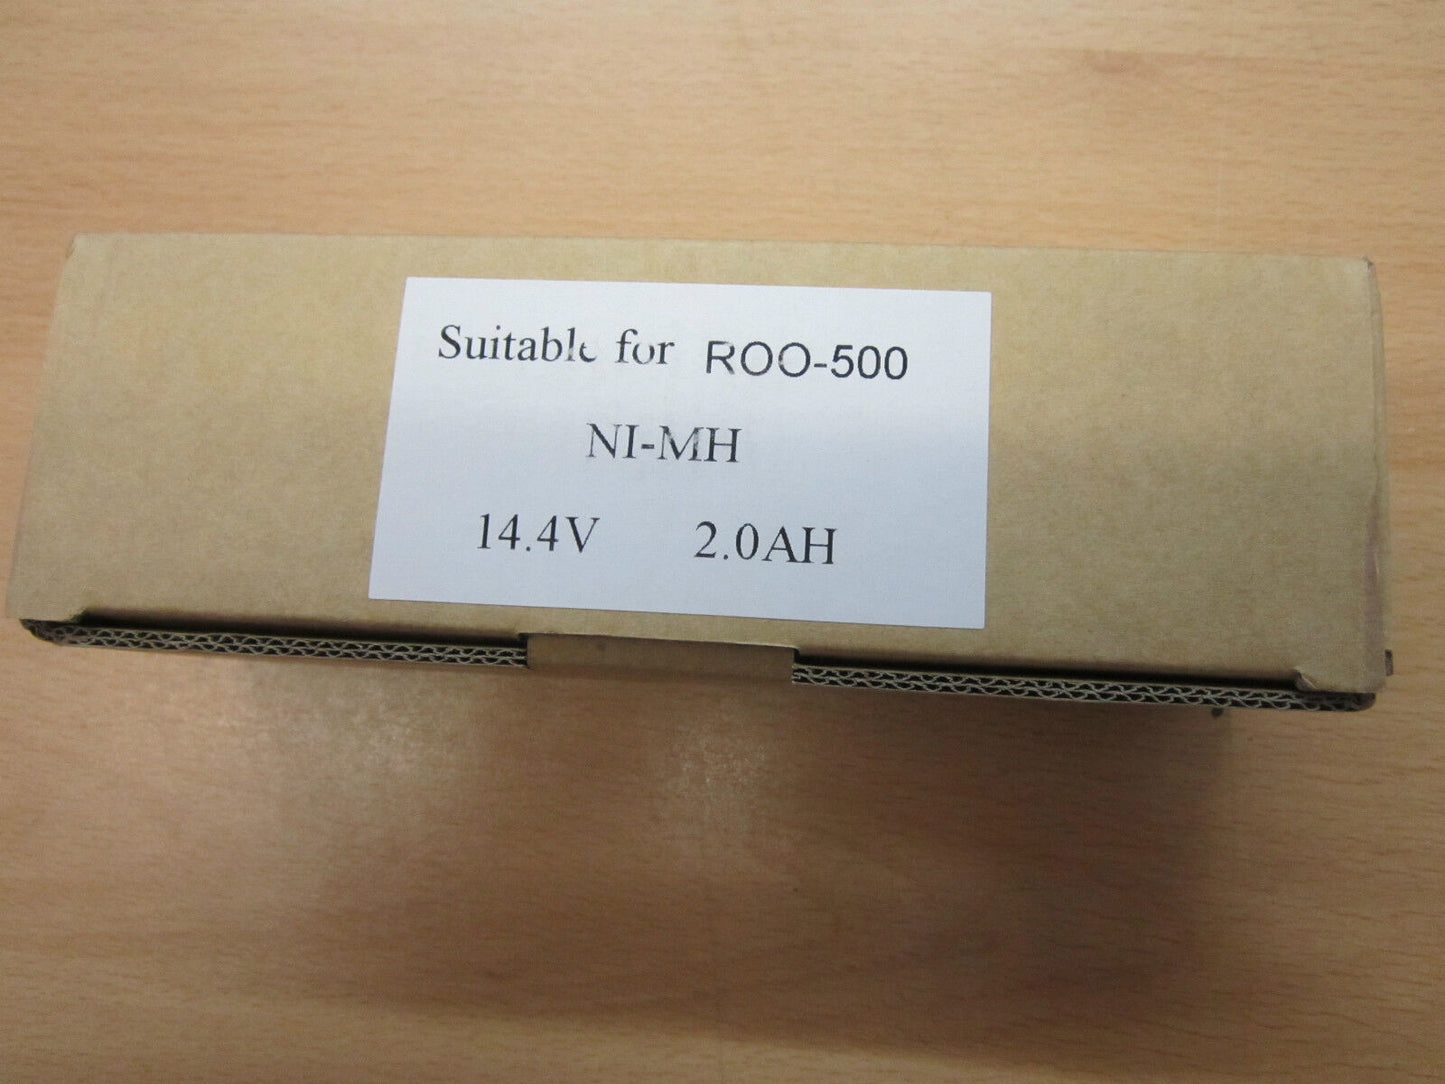 Suitable for ROO-500
NI-MH
14.4V 2.0AH